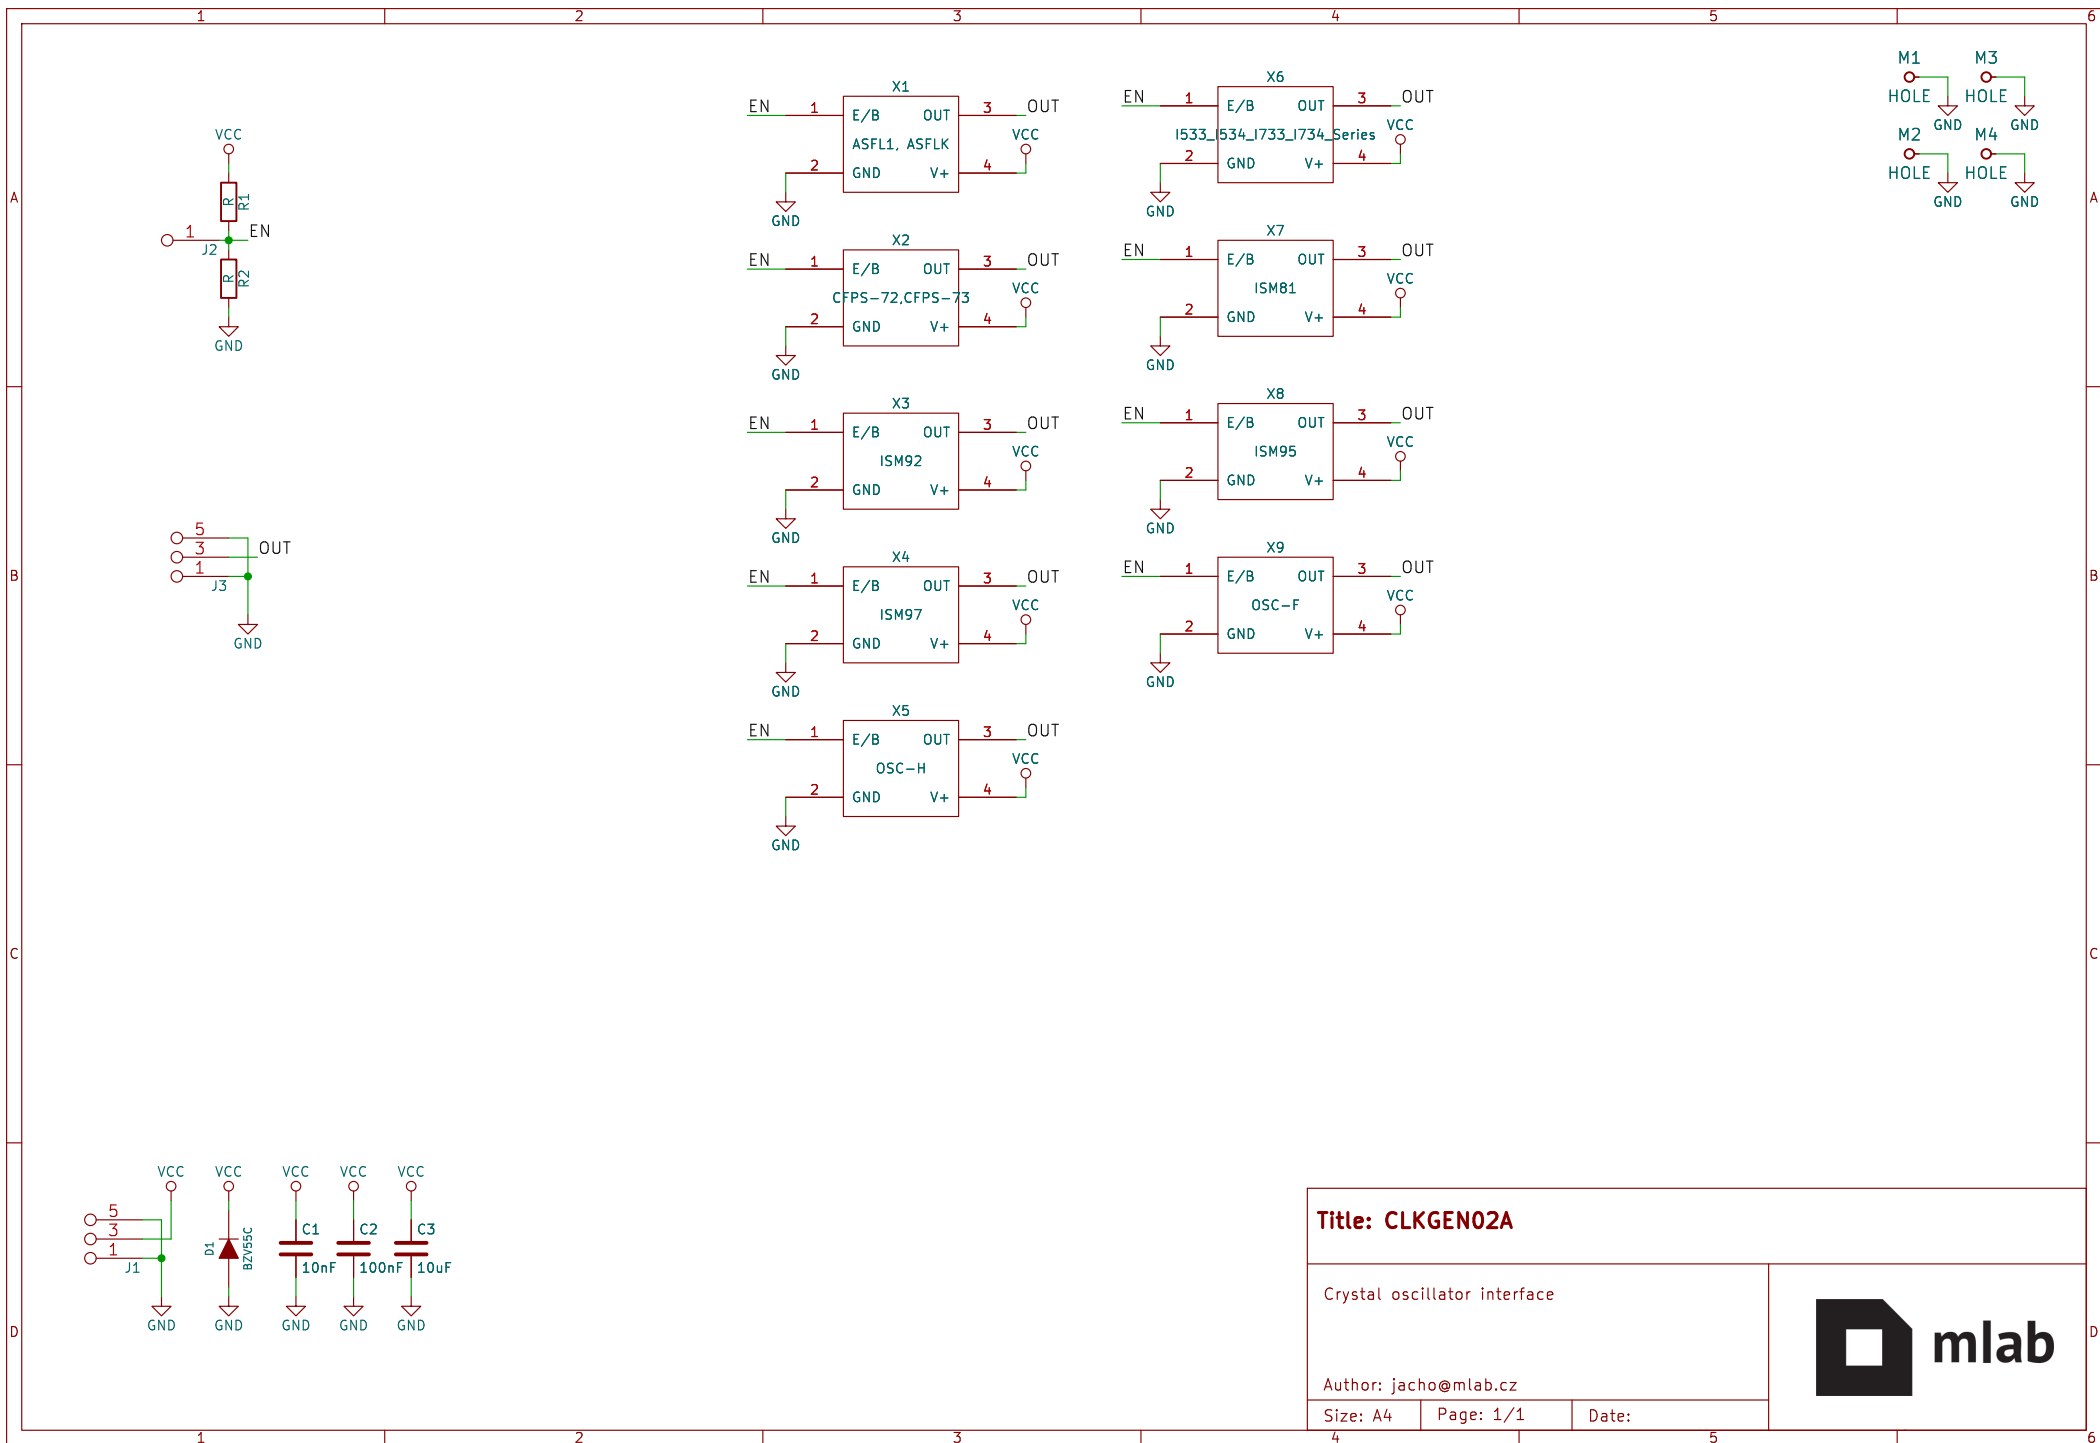 1 2 3 4 5 6
A
B
C
D
A
B
C
D
1 2 3 4 5 6
VCC
R R1
1 EN
J2
R R2
GND
5
3 OUT
1
J3
GND
X1
EN 1 E/B OUT 3 OUT
VCC
ASFL1, ASFLK
2 GND V+ 4
GND
X2
EN 1 E/B OUT 3 OUT
VCC
CFPS-72,CFPS-73
2 GND V+ 4
GND
X3
EN 1 E/B OUT 3 OUT
VCC
ISM92
2 GND V+ 4
GND
X4
EN 1 E/B OUT 3 OUT
VCC
ISM97
2 GND V+ 4
GND
X5
EN 1 E/B OUT 3 OUT
VCC
OSC-H
2 GND V+ 4
GND
X6
EN 1 E/B OUT 3 OUT
VCC
I533_I534_I733_I734_Series
2 GND V+ 4
GND
X7
EN 1 E/B OUT 3 OUT
VCC
ISM81
2 GND V+ 4
GND
X8
EN 1 E/B OUT 3 OUT
VCC
ISM95
2 GND V+ 4
GND
X9
EN 1 E/B OUT 3 OUT
VCC
OSC-F
2 GND V+ 4
GND
M1 M3
HOLE HOLE
GND GND
M2 M4
HOLE HOLE
GND GND
VCC VCC VCC VCC VCC
5
3
1
J1
D1 BZV55C
C1 C2 C3
10nF 100nF 10uF
GND GND GND GND GND
Title: CLKGEN02A
Crystal oscillator interface
mlab
Author: jacho@mlab.cz
Size: A4 Page: 1/1 Date: